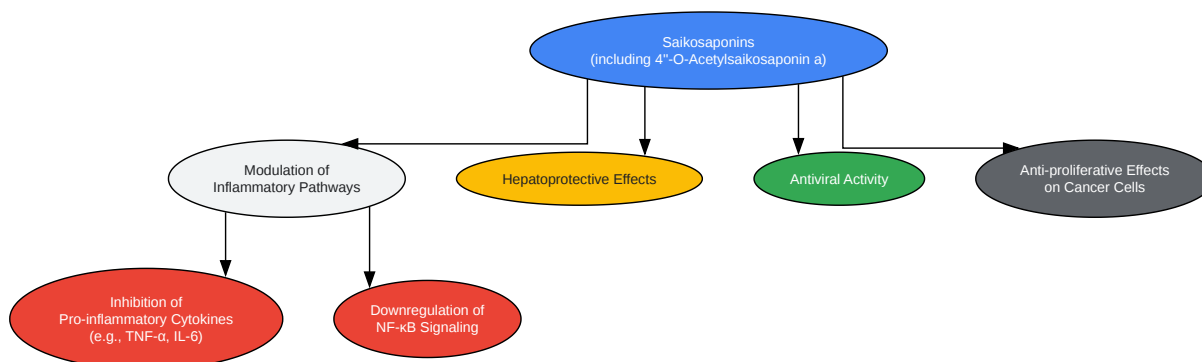 Saikosaponins
(including 4"-O-Acetylsaikosaponin a)
Modulation of
Inflammatory Pathways
Hepatoprotective Effects
Antiviral Activity
Anti-proliferative Effects
on Cancer Cells
Inhibition of
Pro-inflammatory Cytokines
(e.g., TNF-α, IL-6)
Downregulation of
NF-κB Signaling